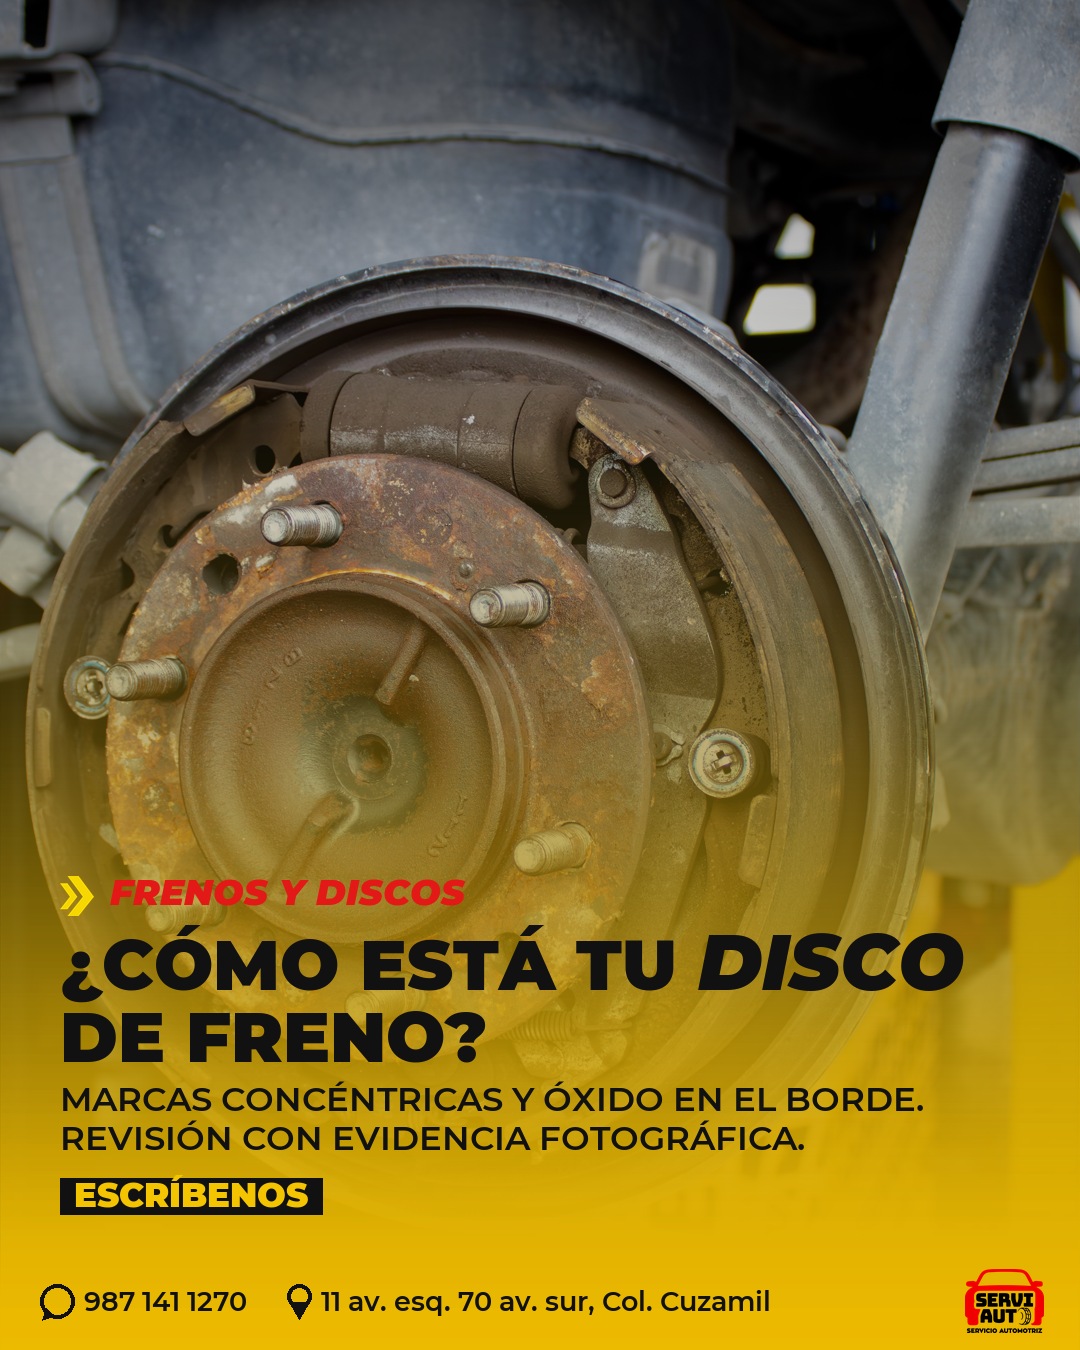 FRENOS Y DISCOS
¿CÓMO ESTÁ TU DISCO
DE FRENO?
MARCAS CONCÉNTRICAS Y ÓXIDO EN EL BORDE.
REVISIÓN CON EVIDENCIA FOTOGRÁFICA.
ESCRÍBENOS
987 141 1270
11 av. esq. 70 av. sur, Col. Cuzamil
SERVI
AUTO
SERVICIO AUTOMOTRIZ